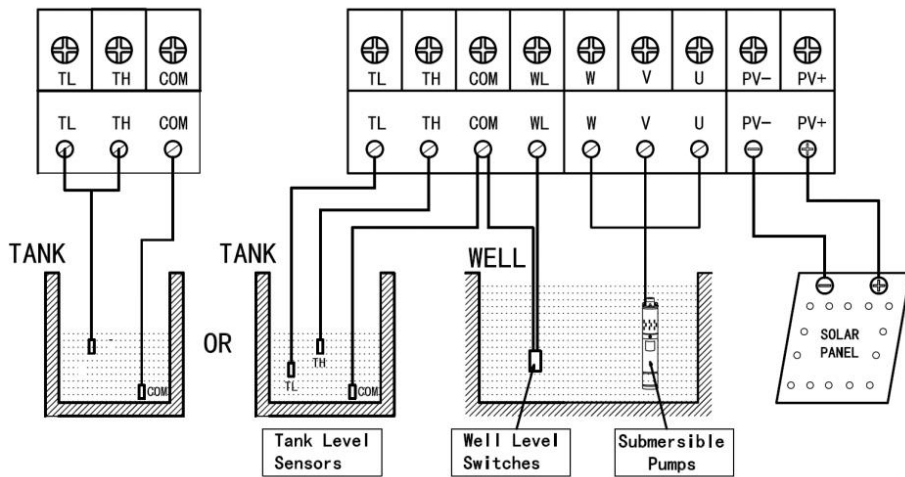 TL TH COM
TL TH COM
TL TH COM WL W V U PV- PV+
TL TH COM WL W V U PV- PV+
TANK
OR
TANK
WELL
COM
TL
TH
COM
SOLAR
PANEL
Tank Level
Sensors
Well Level
Switches
Submersible
Pumps